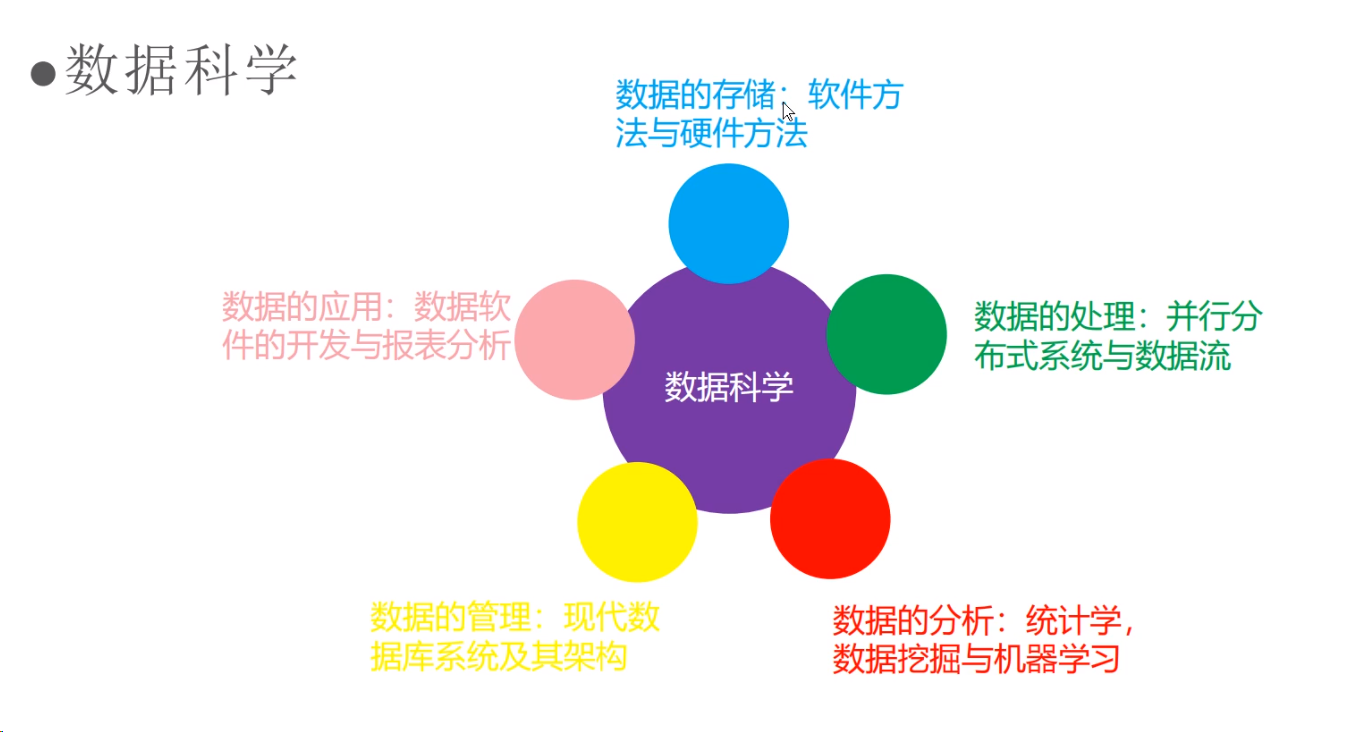 ●数据科学
数据的存储：软件方
法与硬件方法
数据的应用：数据软
件的开发与报表分析
数据的处理：并行分
布式系统与数据流
数据科学
数据的管理：现代数
据库系统及其架构
数据的分析：统计学，
数据挖掘与机器学习